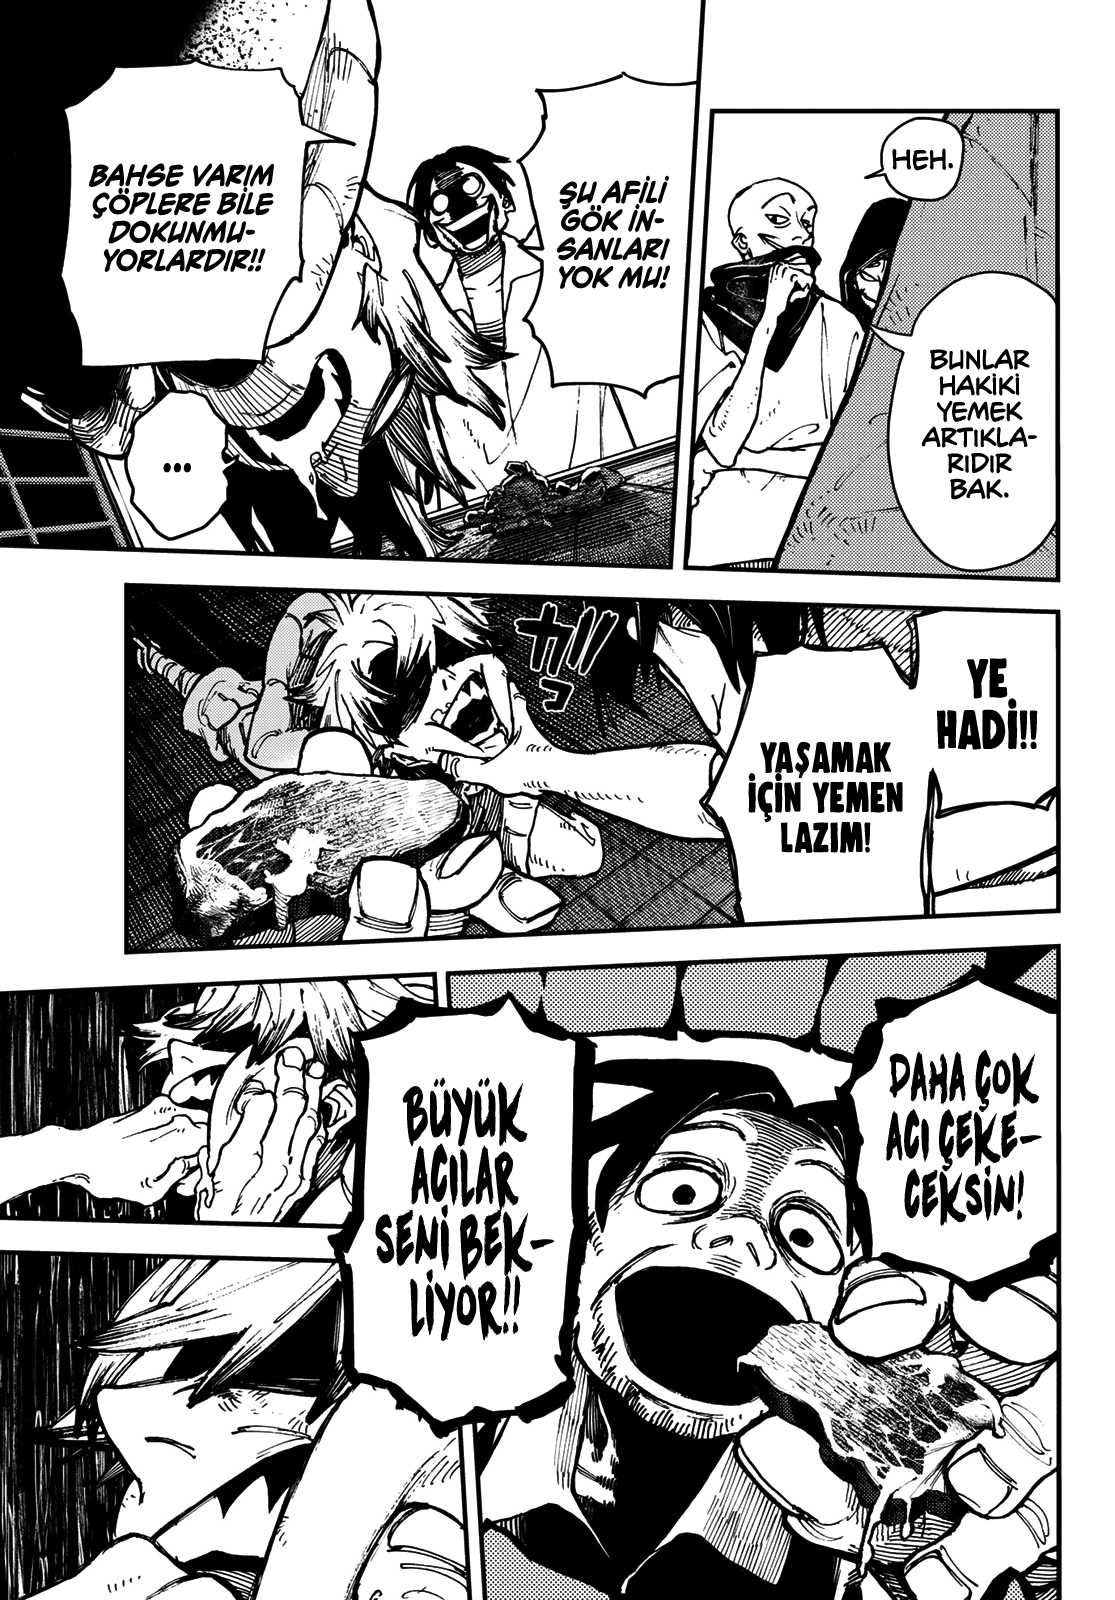 HEH.
BUNLAR
HAKİKİ
YEMEK
ARTIKLA-
RIDIR
BAK.
ŞU AFİLİ
GÖK İN-
SANLARI
YOK MU!
BAHSE VARIM
ÇÖPLERE BİLE
DOKUNMU-
YORLARDIR!!
...
YE
HADİ!!
YAŞAMAK
İÇİN YEMEN
LAZIM!
ガッ
DAHA ÇOK
ACI ÇEKE-
CEKSİN!
BÜYÜK
ACILAR
SENİ BEK-
LİYOR!!